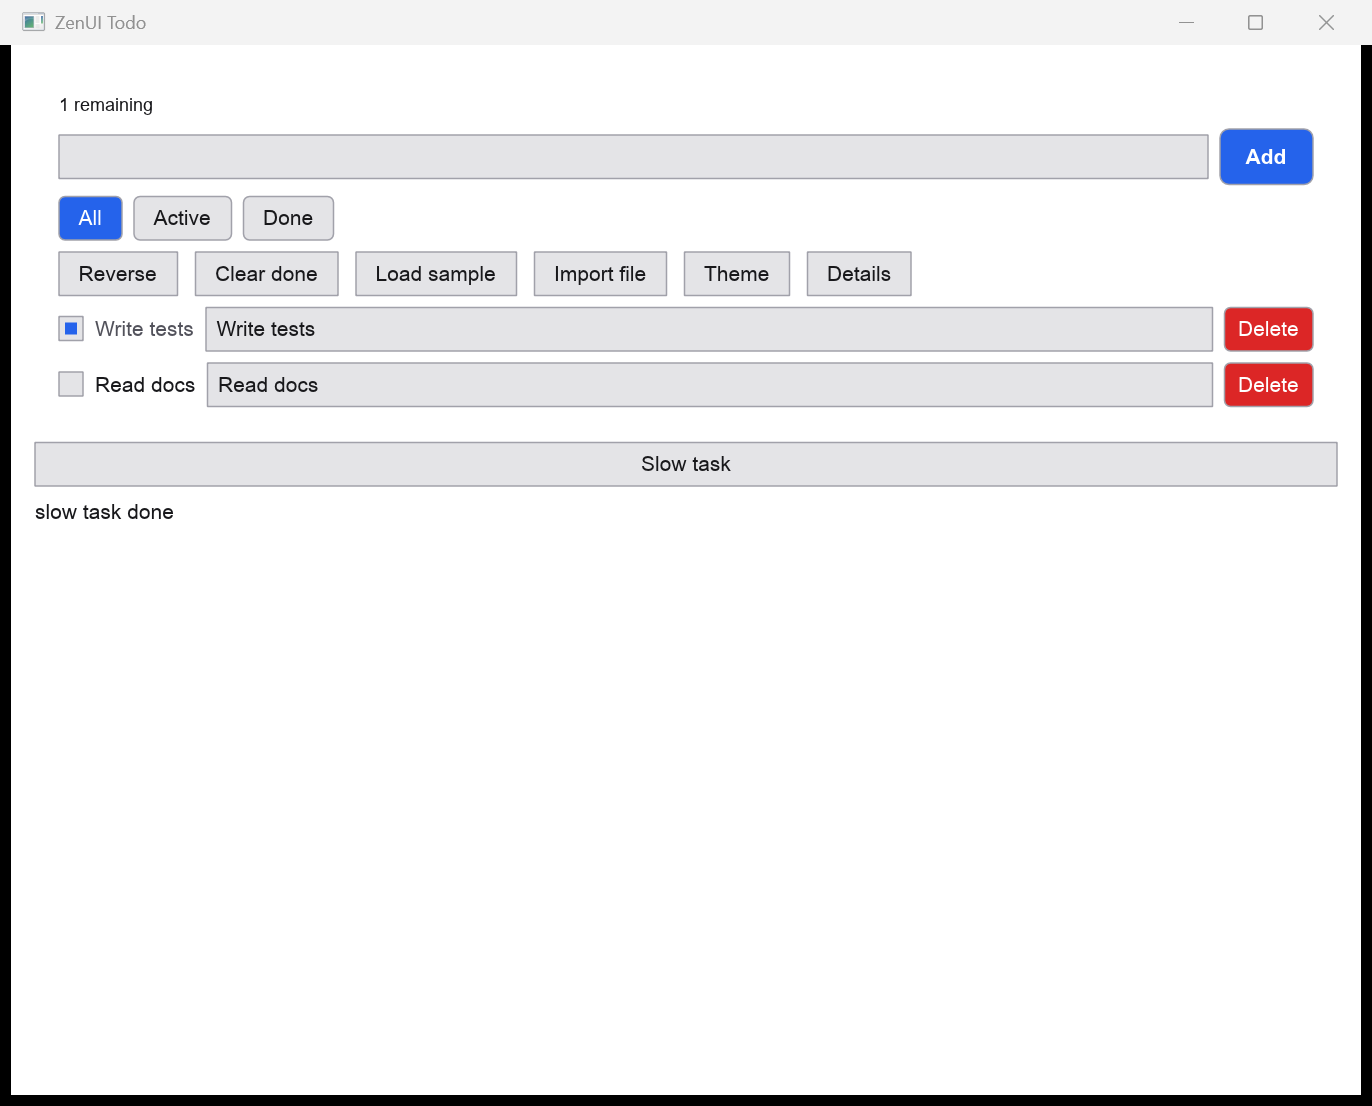 ZenUI Todo
1 remaining
Add
All Active Done
Reverse Clear done Load sample Import file Theme Details
Write tests Write tests Delete
Read docs Read docs Delete
Slow task
slow task done